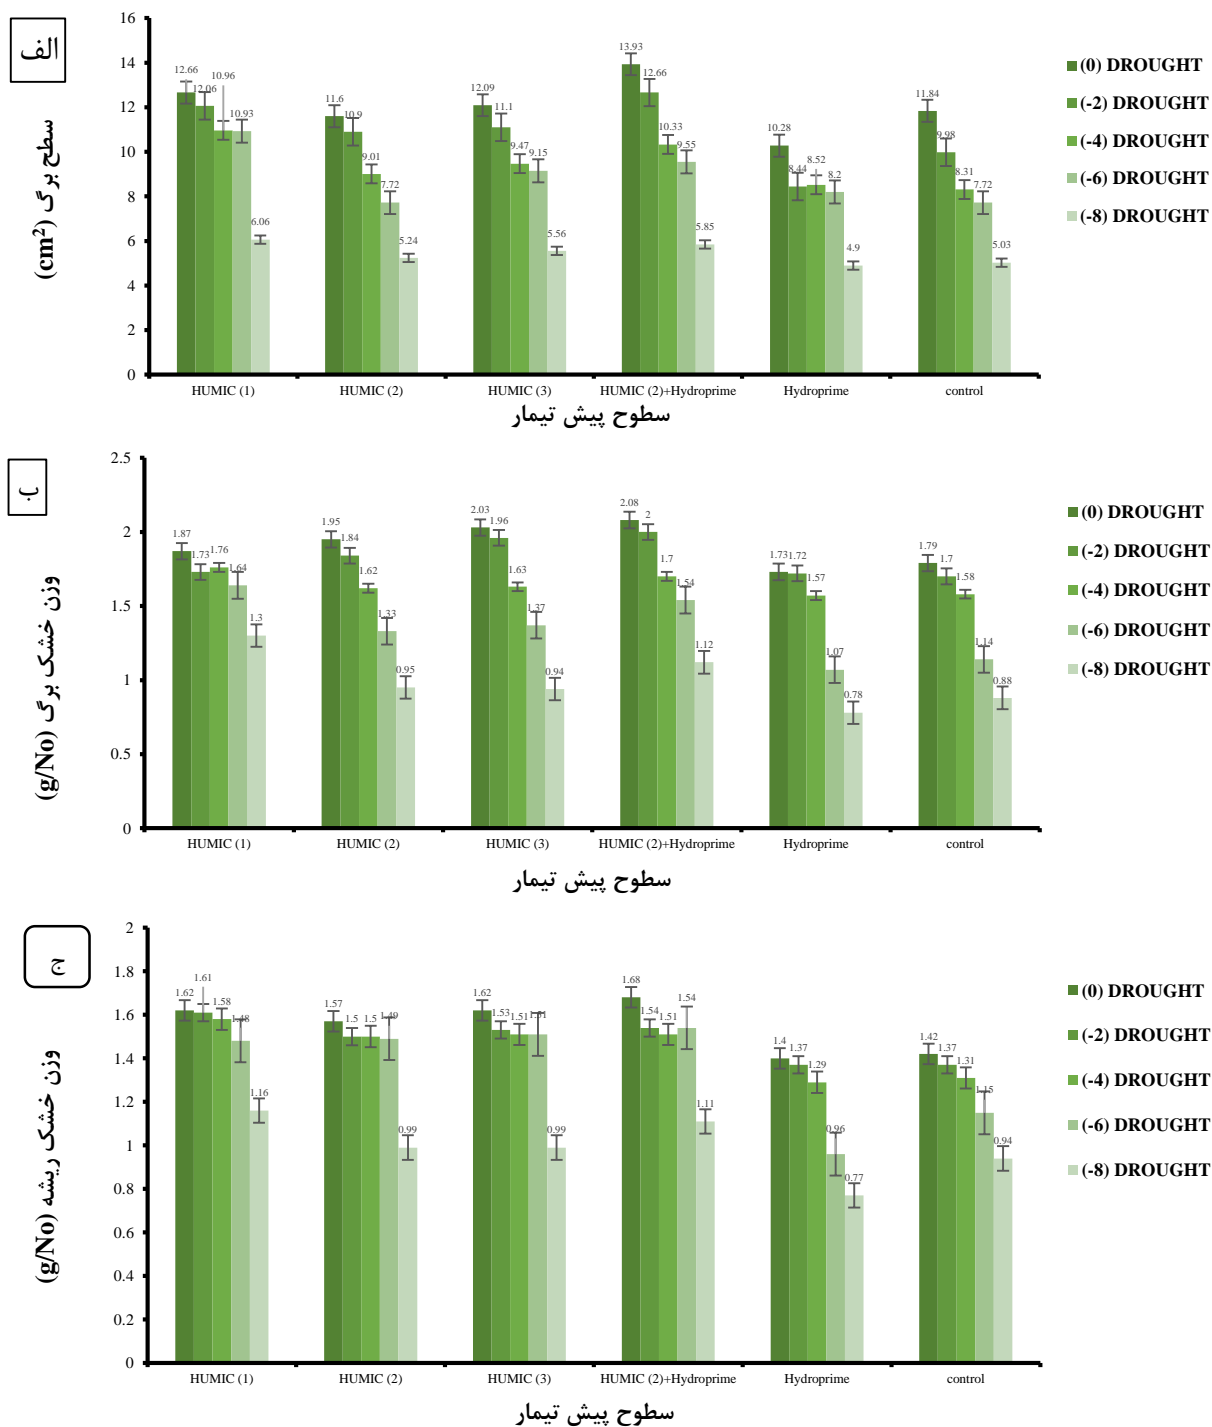 الف
سطح برگ (cm²)
16
14
12
10
8
6
4
2
0
12.66
12.06
10.96
10.93
6.06
11.6
10.9
9.01
7.72
5.24
12.09
11.1
9.47
9.15
5.56
13.93
12.66
10.33
9.55
5.85
10.28
8.44
8.52
8.2
4.9
11.84
9.98
8.31
7.72
5.03
HUMIC (1)
HUMIC (2)
HUMIC (3)
HUMIC (2)+Hydroprime
Hydroprime
control
سطوح پیش تیمار
(0) DROUGHT
(-2) DROUGHT
(-4) DROUGHT
(-6) DROUGHT
(-8) DROUGHT
ب
وزن خشک برگ (g/No)
2.5
2
1.5
1
0.5
0
1.87
1.73
1.76
1.64
1.3
1.95
1.84
1.62
1.33
0.95
2.03
1.96
1.63
1.37
0.94
2.08
2
1.7
1.54
1.12
1.73
1.72
1.57
1.07
0.78
1.79
1.7
1.58
1.14
0.88
HUMIC (1)
HUMIC (2)
HUMIC (3)
HUMIC (2)+Hydroprime
Hydroprime
control
سطوح پیش تیمار
(0) DROUGHT
(-2) DROUGHT
(-4) DROUGHT
(-6) DROUGHT
(-8) DROUGHT
ج
وزن خشک ریشه (g/No)
2
1.8
1.6
1.4
1.2
1
0.8
0.6
0.4
0.2
0
1.62
1.61
1.58
1.48
1.16
1.57
1.5
1.5
1.49
0.99
1.62
1.53
1.51
1.51
0.99
1.68
1.54
1.51
1.54
1.11
1.4
1.37
1.29
0.96
0.77
1.42
1.37
1.31
1.15
0.94
HUMIC (1)
HUMIC (2)
HUMIC (3)
HUMIC (2)+Hydroprime
Hydroprime
control
سطوح پیش تیمار
(0) DROUGHT
(-2) DROUGHT
(-4) DROUGHT
(-6) DROUGHT
(-8) DROUGHT